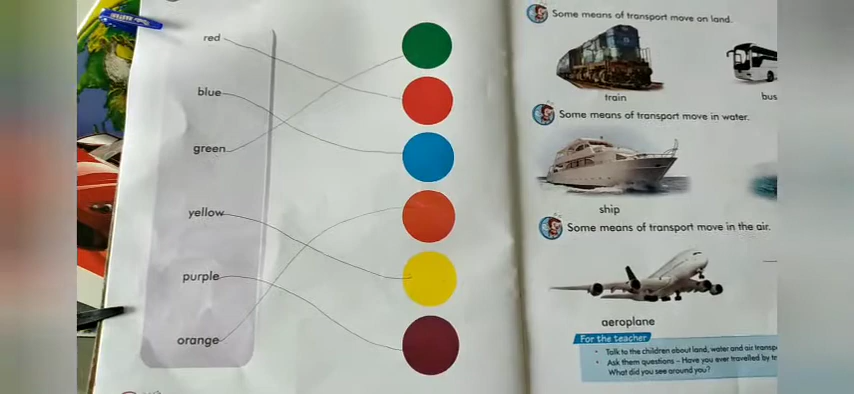 red
blue
green
yellow
purple
orange
Some means of transport move on land.
train
bus
Some means of transport move in water.
ship
Some means of transport move in the air.
aeroplane
For the teacher
• Talk to the children about land, water and air
• Ask them questions – Have you ever travelled by
What did you see around you?